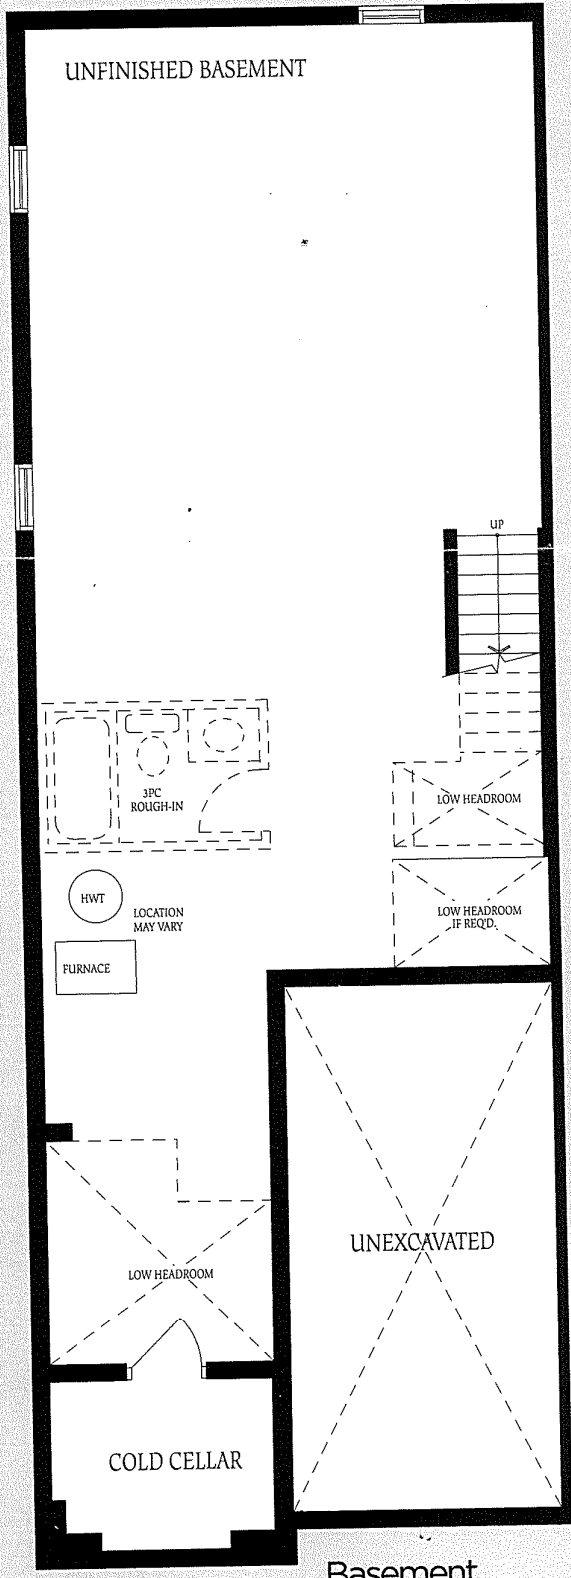 UNFINISHED BASEMENT
UP
3PC
ROUGH-IN
LOW HEADROOM
HWT
LOCATION
MAY VARY
LOW HEADROOM
IF REQ'D.
FURNACE
UNEXCAVATED
LOW HEADROOM
COLD CELLAR
Basement